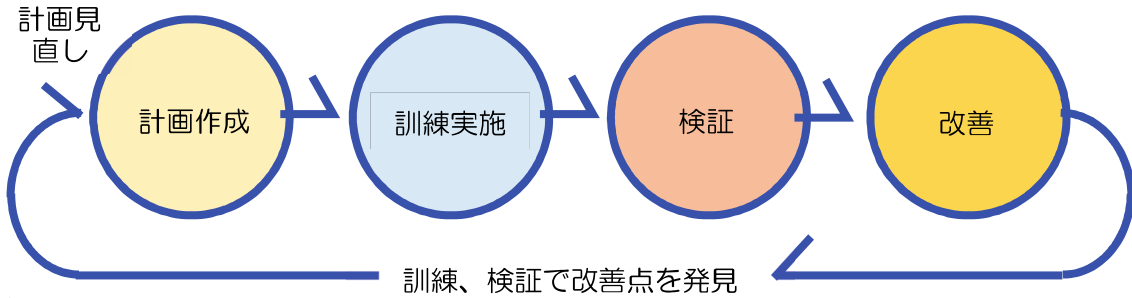 計画見
直し
計画作成
訓練実施
検証
改善
訓練、検証で改善点を発見